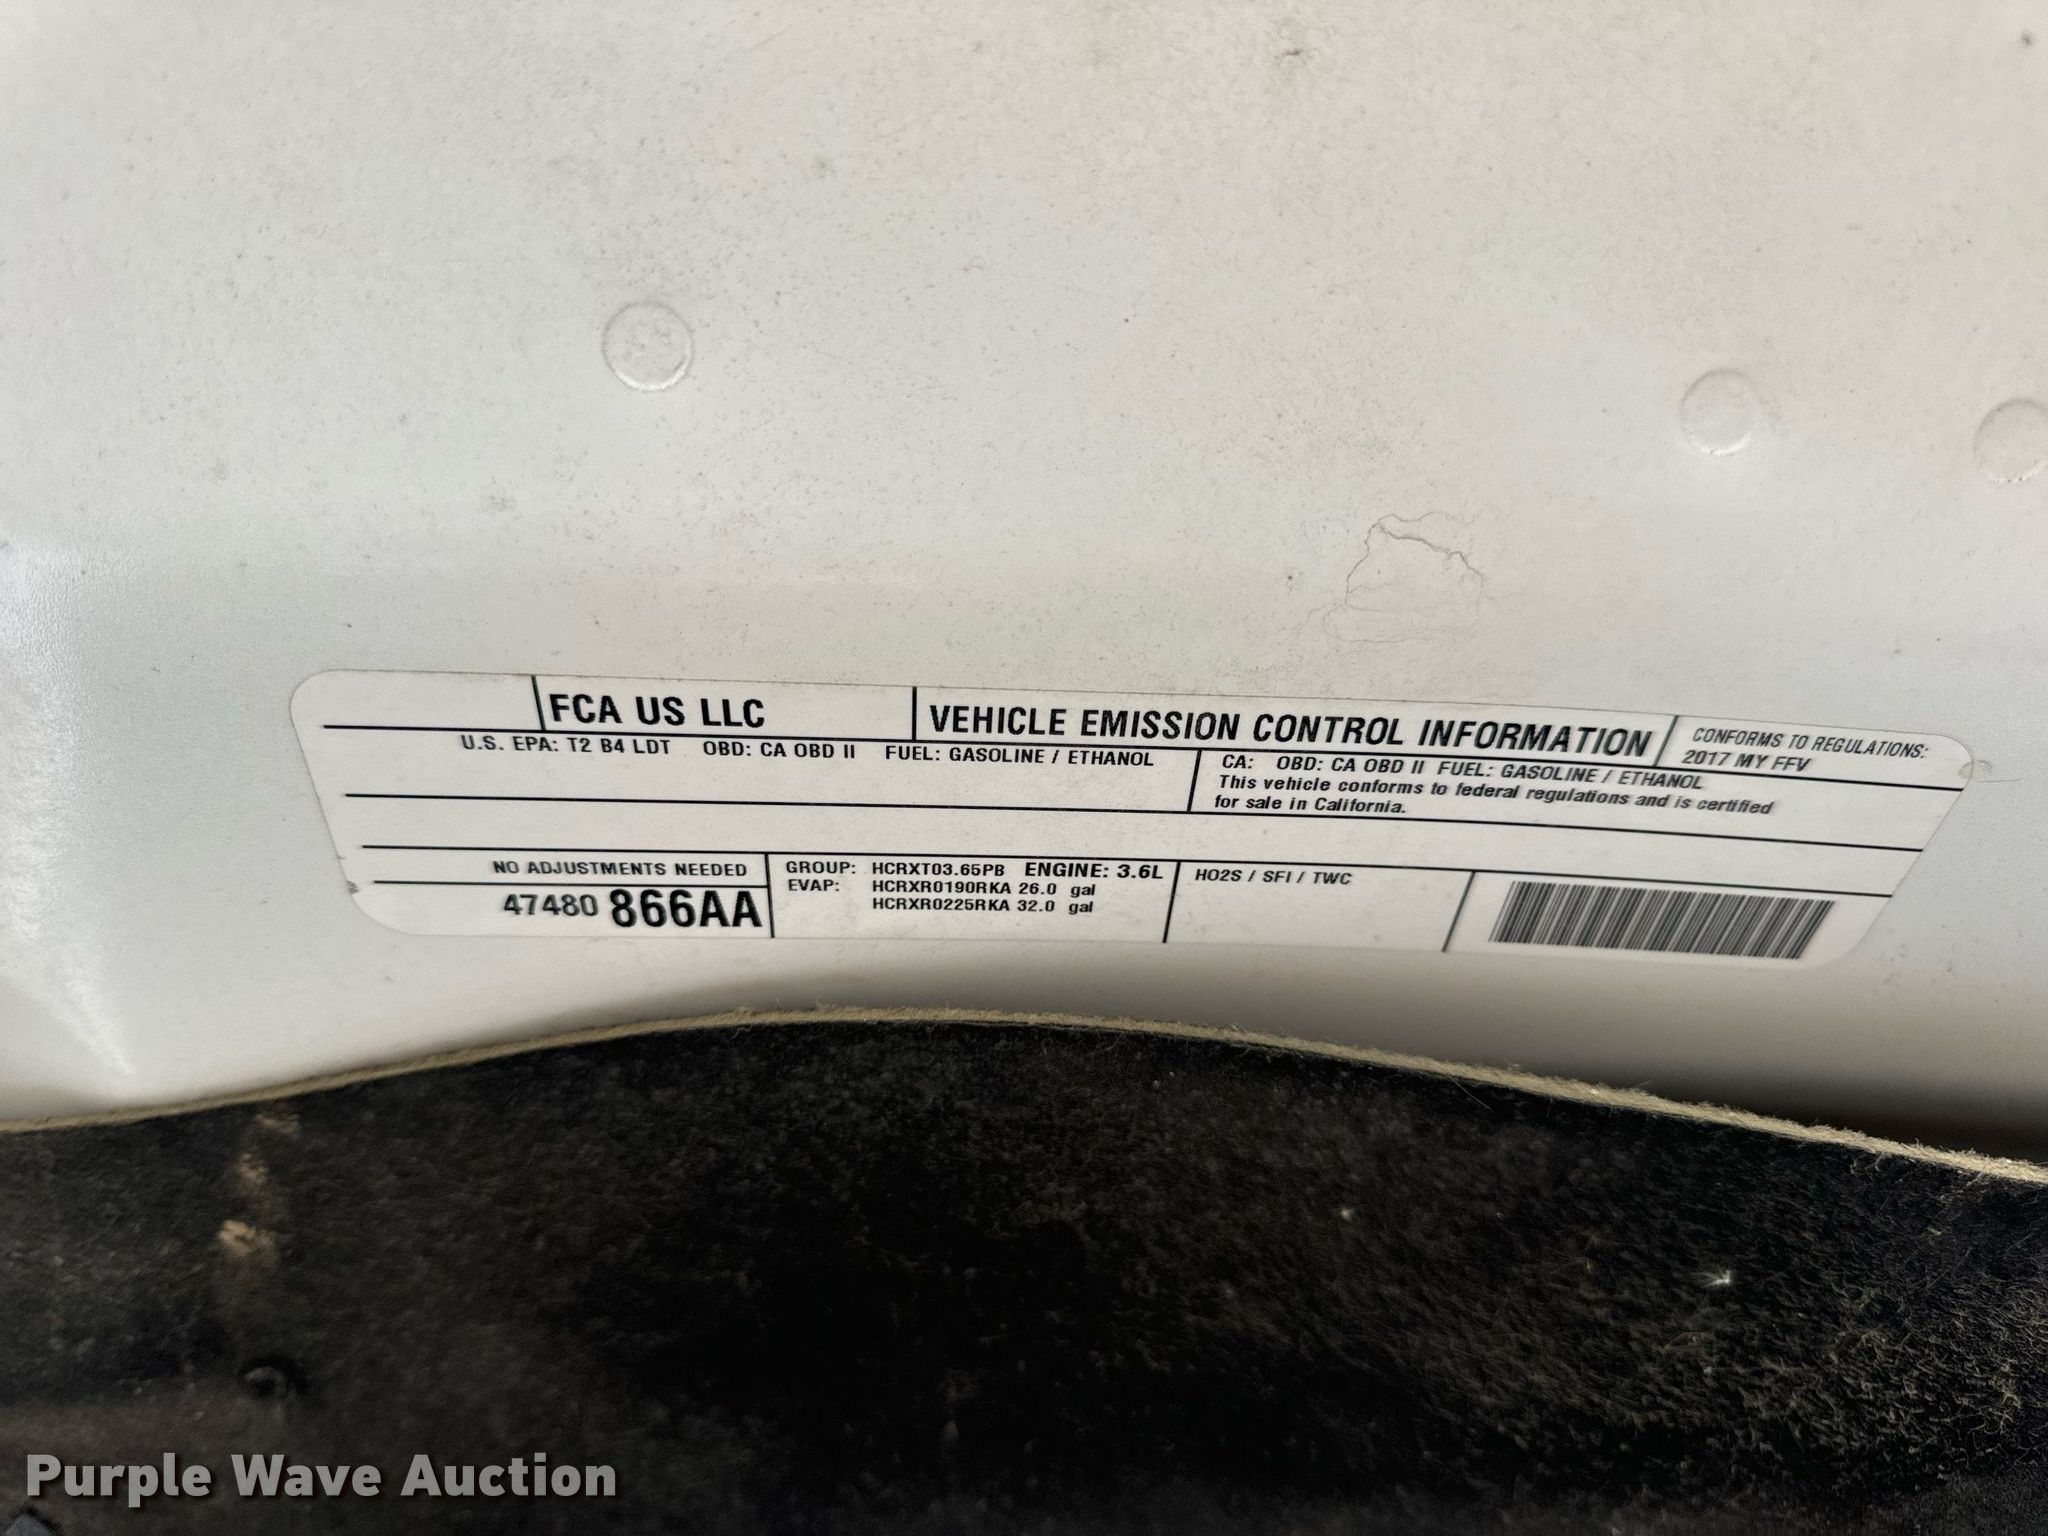 FCA US LLC
VEHICLE EMISSION CONTROL INFORMATION
CONFORMS TO REGULATIONS:
2017 MY FFV
U.S. EPA: T2 B4 LDT OBD: CA OBD II FUEL: GASOLINE / ETHANOL
CA: OBD: CA OBD II FUEL: GASOLINE / ETHANOL
This vehicle conforms to federal regulations and is certified
for sale in California.
NO ADJUSTMENTS NEEDED
47480 866AA
GROUP: HCRXT03.65PB ENGINE: 3.6L
EVAP: HCRXR0190RKA 26.0 gal
HCRXR0225RKA 32.0 gal
HO2S / SFI / TWC
Purple Wave Auction